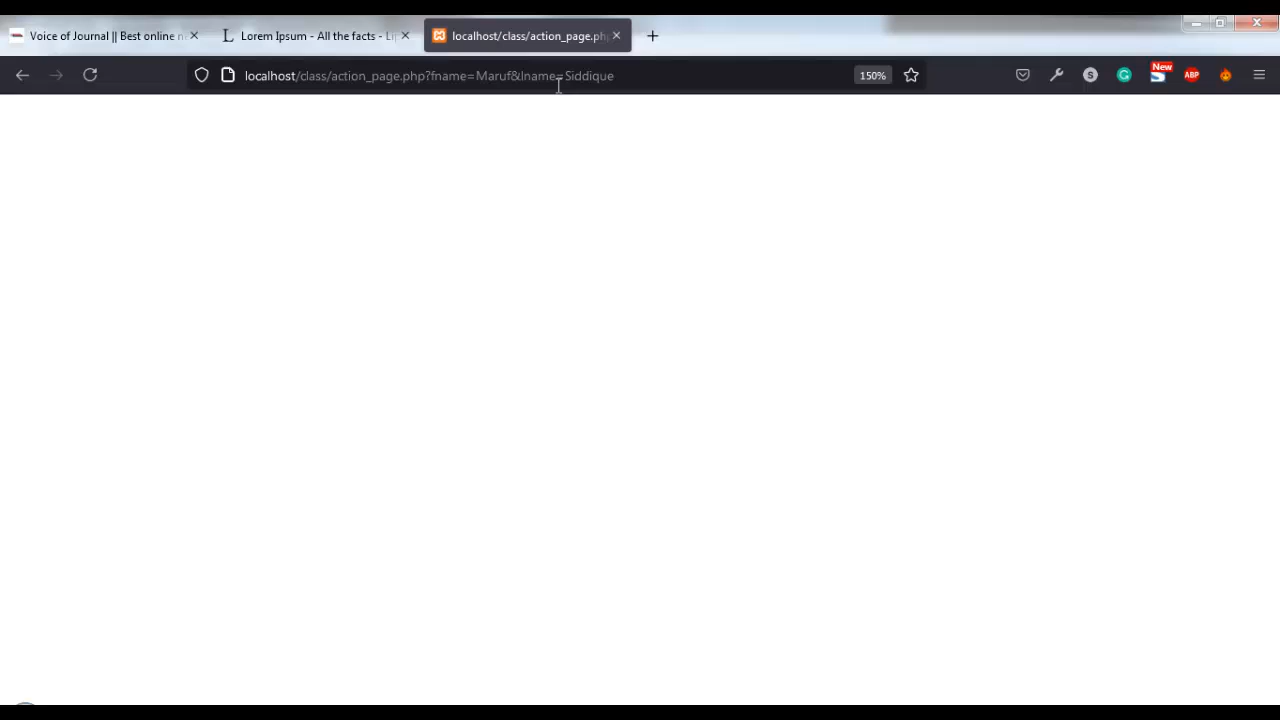 Voice of Journal || Best online n
Lorem Ipsum - All the facts - Li
localhost/class/action_page.ph
localhost/class/action_page.php?fname=Maruf&lname=Siddique
150%
S
G
New
S
ABP